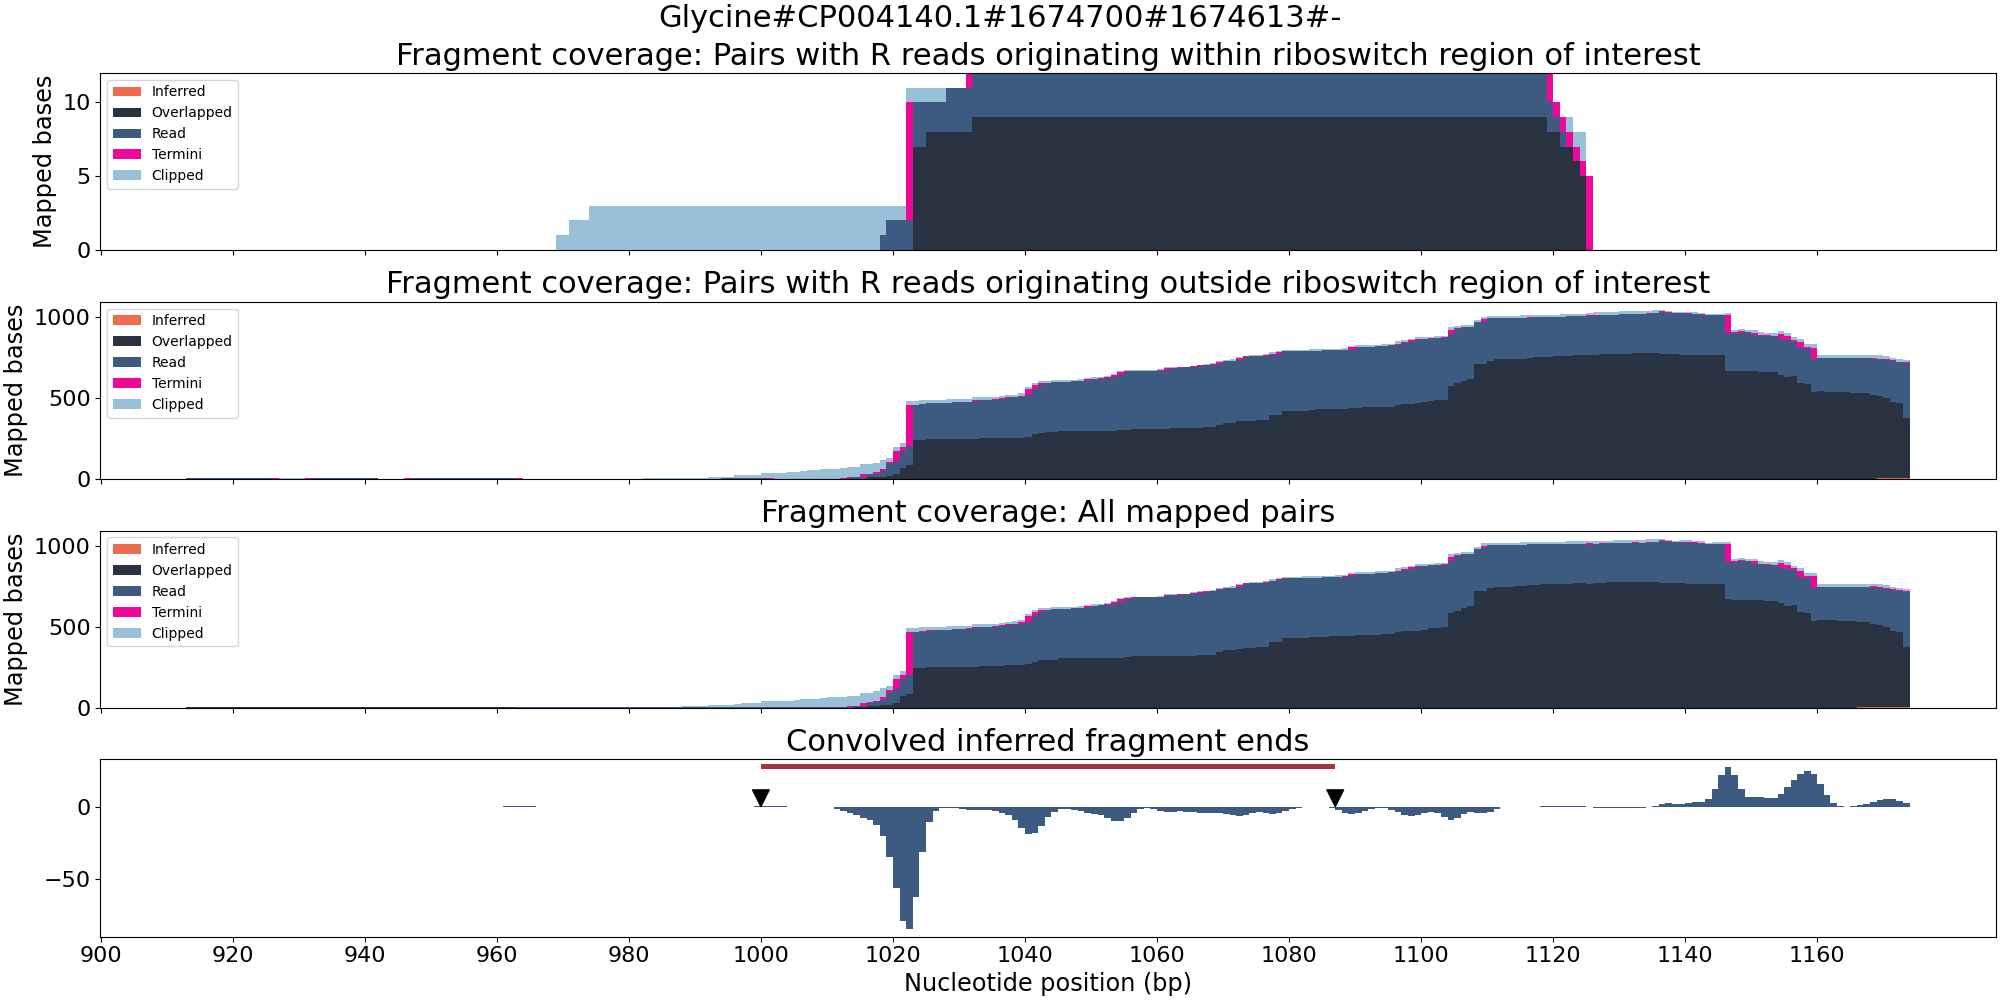 Glycine#CP004140.1#1674700#1674613#-
Fragment coverage: Pairs with R reads originating within riboswitch region of interest
Mapped bases
10
5
0
Inferred
Overlapped
Read
Termini
Clipped
Fragment coverage: Pairs with R reads originating outside riboswitch region of interest
Mapped bases
1000
500
0
Inferred
Overlapped
Read
Termini
Clipped
Fragment coverage: All mapped pairs
Mapped bases
1000
500
0
Inferred
Overlapped
Read
Termini
Clipped
Convolved inferred fragment ends
0
−50
900 920 940 960 980 1000 1020 1040 1060 1080 1100 1120 1140 1160
Nucleotide position (bp)